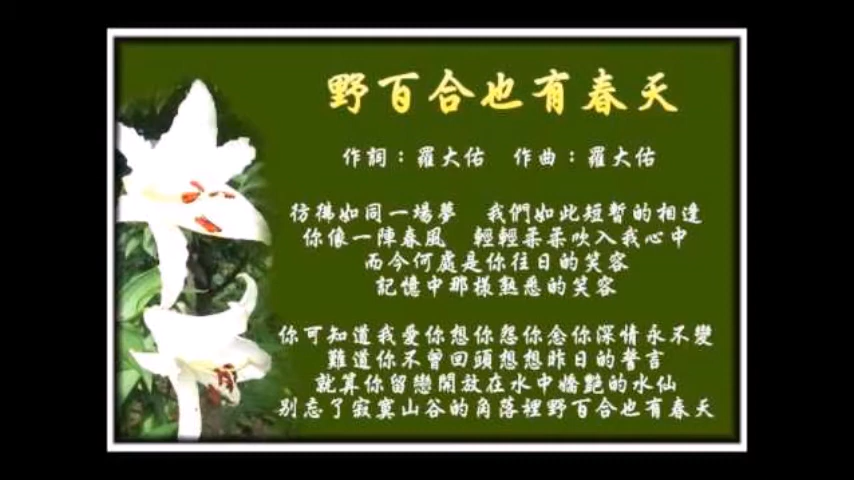 野百合也有春天
作詞：羅大佑　作曲：羅大佑
彷彿如同一場夢　我們如此短暫的相逢
你像一陣春風　輕輕柔柔吹入我心中
而今何處是你往日的笑容
記憶中那樣熟悉的笑容
你可知道我愛你想你怨你念你深情永不變
難道你不曾回頭想想昨日的誓言
就算你留戀開放在水中嬌艷的水仙
別忘了寂寞山谷的角落裡野百合也有春天